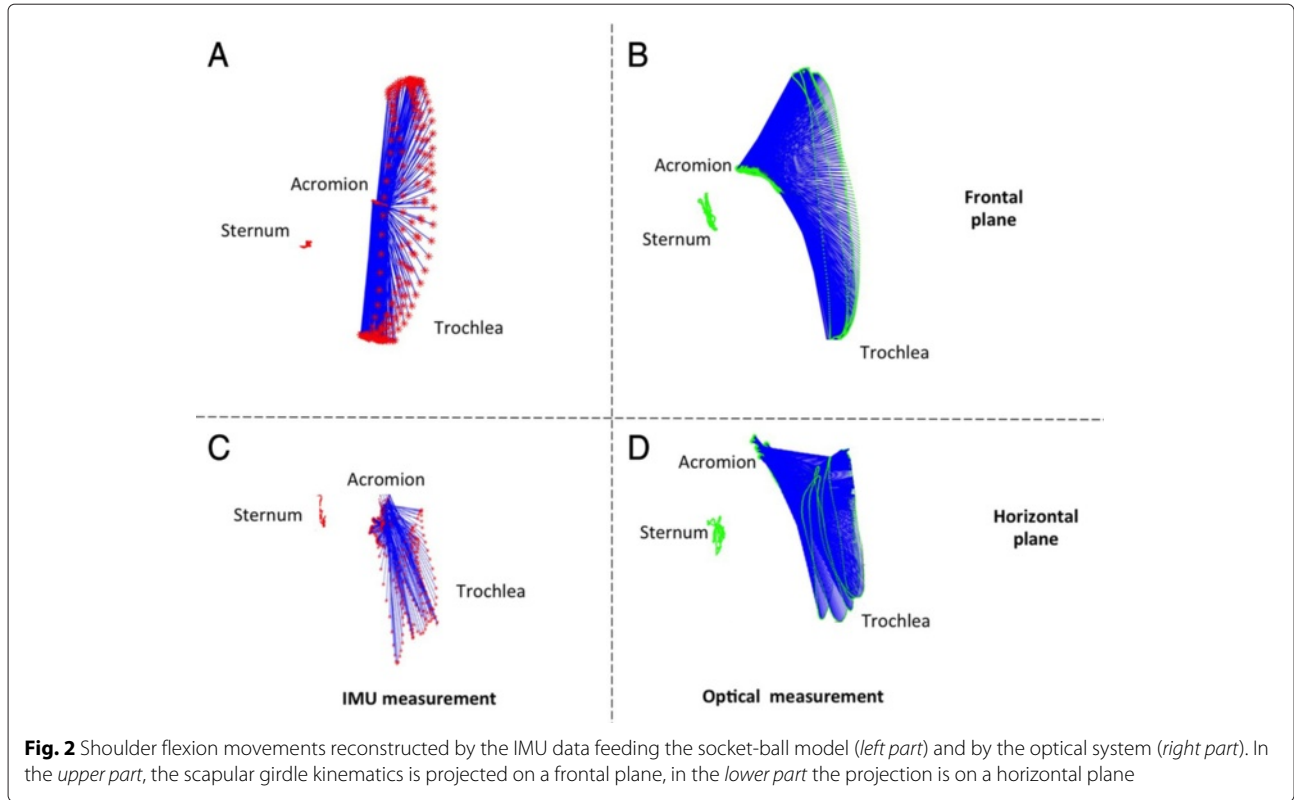 A
Acromion
Sternum
Trochlea
B
Acromion
Sternum
Trochlea
Frontal
plane
C
Acromion
Sternum
Trochlea
IMU measurement
D
Acromion
Sternum
Trochlea
Horizontal
plane
Optical measurement
Fig. 2 Shoulder flexion movements reconstructed by the IMU data feeding the socket-ball model (left part) and by the optical system (right part). In
the upper part, the scapular girdle kinematics is projected on a frontal plane, in the lower part the projection is on a horizontal plane